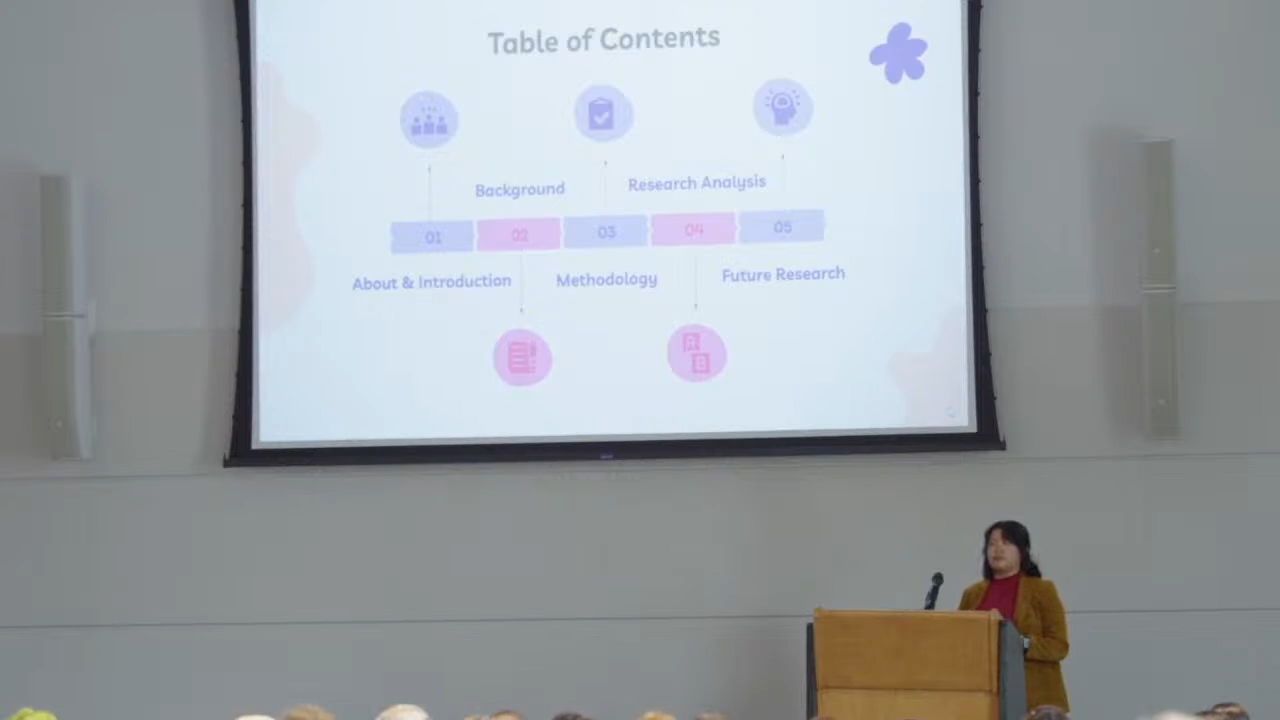 Table of Contents
Background
Research Analysis
01
02
03
04
05
About & Introduction
Methodology
Future Research
A
B